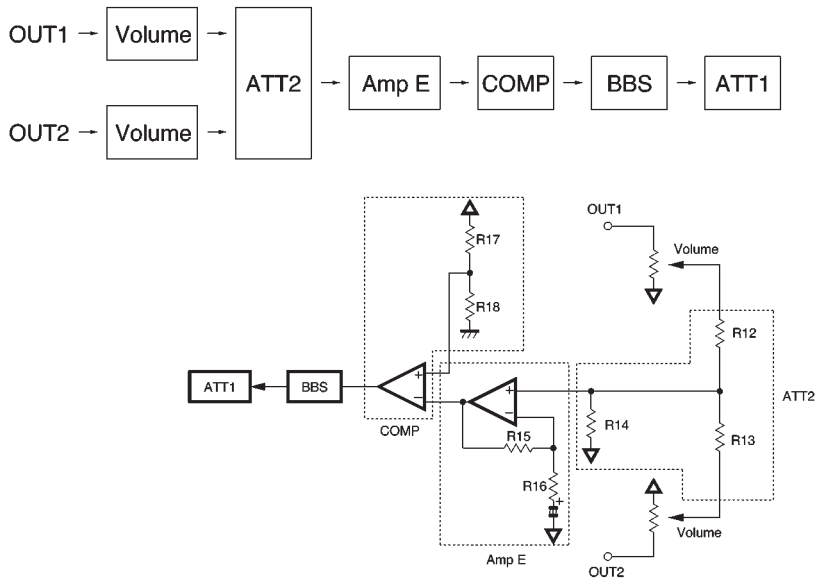 OUT1 Volume
ATT2 Amp E COMP BBS ATT1
OUT2 Volume
OUT1
R17
Volume
R18
R12
+
ATT1 BBS
−
+
−
ATT2
COMP
R14
R13
R15
R16
+
Volume
Amp E
OUT2